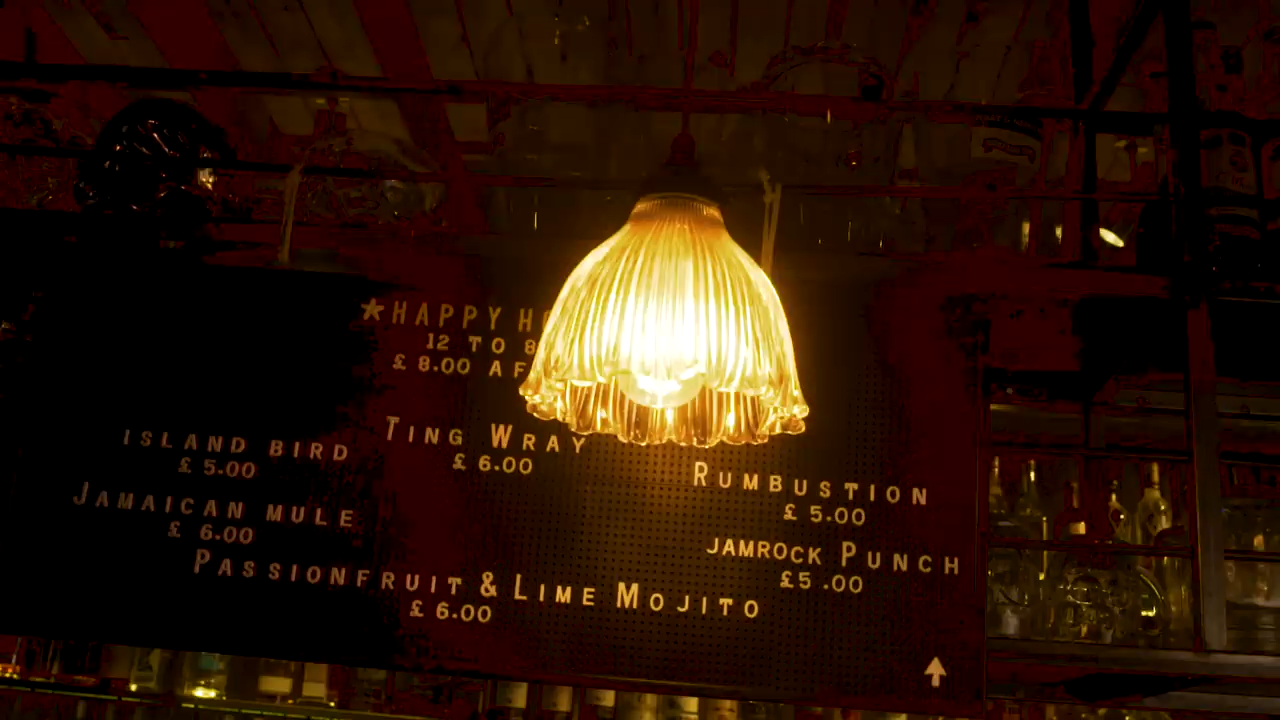 ★HAPPY
12 TO
£ 8.00
ISLAND BIRD
£ 5.00
TING WRAY
£ 6.00
JAMAICAN MULE
£ 6.00
RUMBUSTION
£ 5.00
JAMROCK PUNCH
£5.00
PASSIONFRUIT & LIME MOJITO
£ 6.00